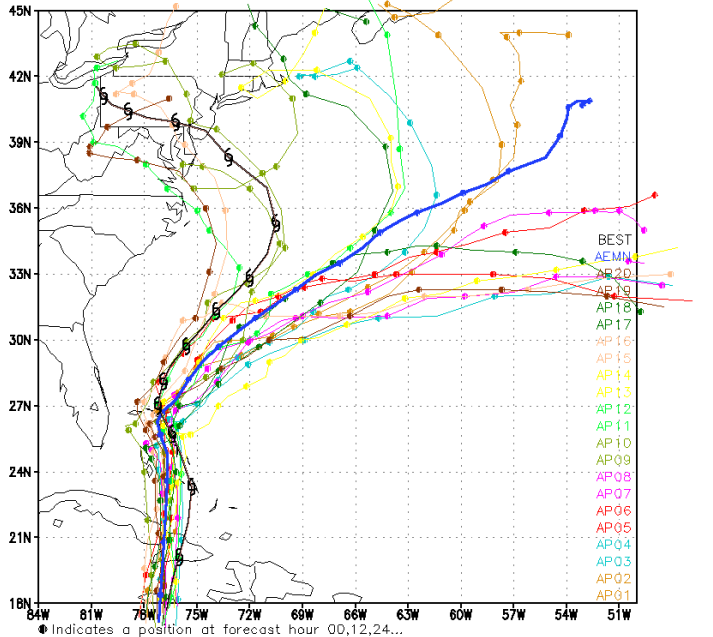 45N
42N
39N
36N
33N
30N
27N
24N
21N
18N
84W 81W 78W 75W 72W 69W 66W 63W 60W 57W 54W 51W
BEST
AEMN
AP20
AP19
AP18
AP17
AP16
AP15
AP14
AP13
AP12
AP11
AP10
AP09
AP08
AP07
AP06
AP05
AP04
AP03
AP02
AP01
Indicates a position at forecast hour 00,12,24...